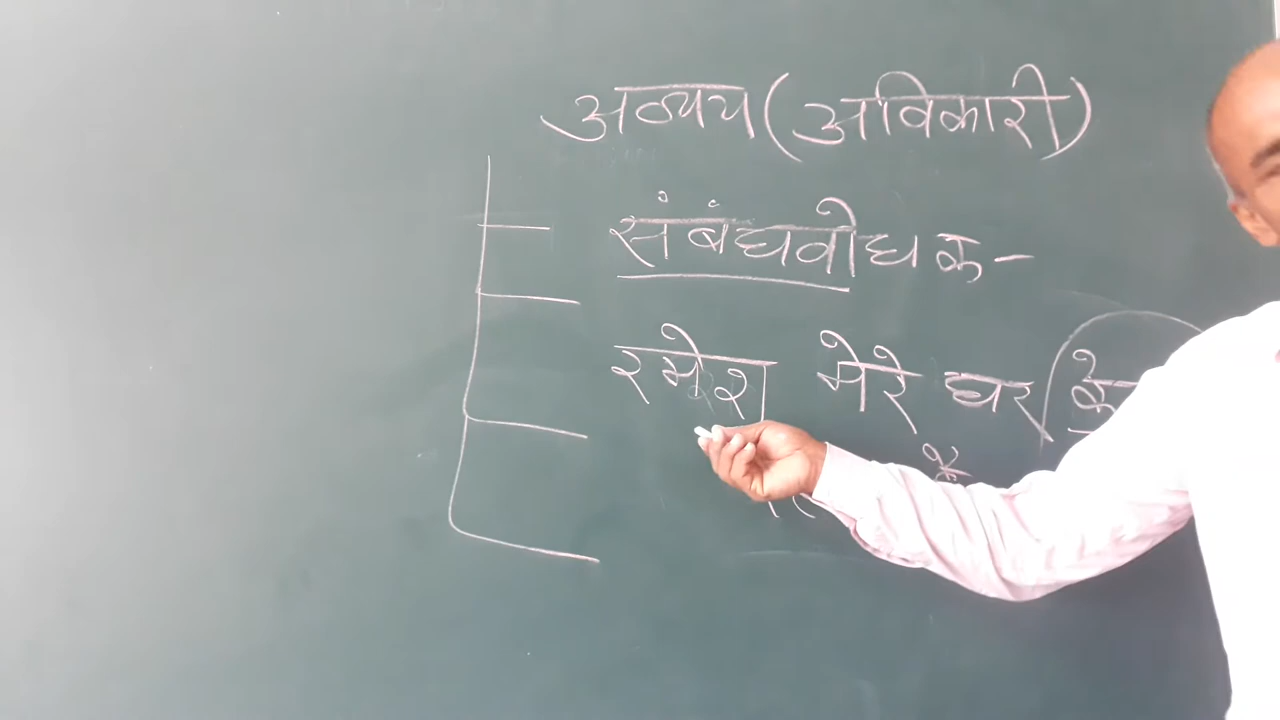 अव्यय (अविकारी)
संबंधबोधक -
रमेश मेरे घर के